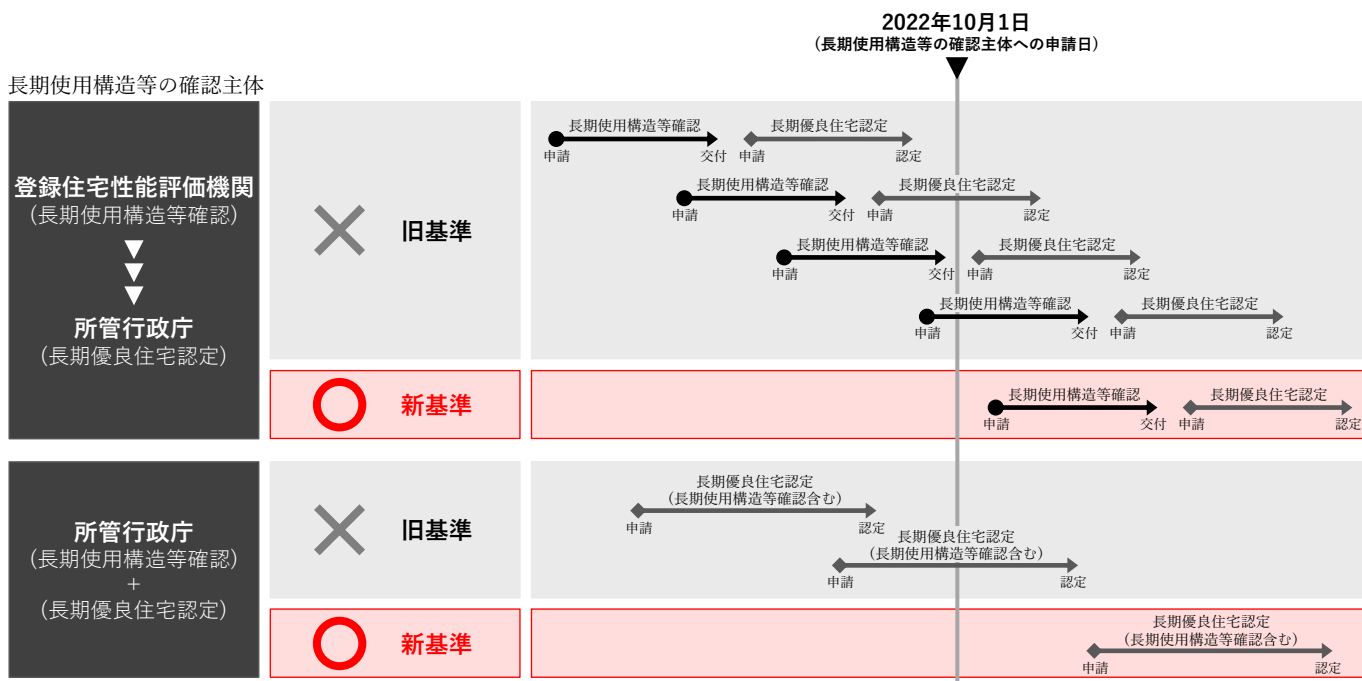 2022年10月1日
（長期使用構造等の確認主体への申請日）
長期使用構造等の確認主体
登録住宅性能評価機関
（長期使用構造等確認）
所管行政庁
（長期優良住宅認定）
旧基準
長期使用構造等確認 長期優良住宅認定
申請 交付 申請 認定
長期使用構造等確認 長期優良住宅認定
申請 交付 申請 認定
長期使用構造等確認 長期優良住宅認定
申請 交付 申請 認定
長期使用構造等確認 長期優良住宅認定
申請 交付 申請 認定
新基準
長期使用構造等確認 長期優良住宅認定
申請 交付 申請 認定
所管行政庁
（長期使用構造等確認）
+
（長期優良住宅認定）
旧基準
長期優良住宅認定
（長期使用構造等確認含む）
申請 認定
長期優良住宅認定
（長期使用構造等確認含む）
申請 認定
新基準
長期優良住宅認定
（長期使用構造等確認含む）
申請 認定